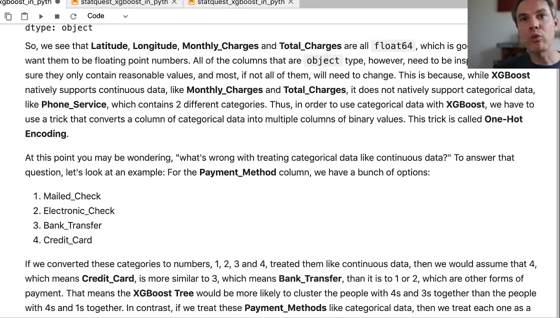 xgboost_in_pyth
statquest_xgboost_in_pyth
statquest_xgboost_in_pyth
Code
dtype: object
So, we see that Latitude, Longitude, Monthly_Charges and Total_Charges are all float64, which is
want them to be floating point numbers. All of the columns that are object type, however, need to be
sure they only contain reasonable values, and most, if not all of them, will need to change. This is because, while XGBoost
natively supports continuous data, like Monthly_Charges and Total_Charges, it does not natively support categorical data,
like Phone_Service, which contains 2 different categories. Thus, in order to use categorical data with XGBoost, we have to
use a trick that converts a column of categorical data into multiple columns of binary values. This trick is called One-Hot
Encoding.
At this point you may be wondering, "what's wrong with treating categorical data like continuous data?" To answer that
question, let's look at an example: For the Payment_Method column, we have a bunch of options:
1. Mailed_Check
2. Electronic_Check
3. Bank_Transfer
4. Credit_Card
If we converted these categories to numbers, 1, 2, 3 and 4, treated them like continuous data, then we would assume that 4,
which means Credit_Card, is more similar to 3, which means Bank_Transfer, than it is to 1 or 2, which are other forms of
payment. That means the XGBoost Tree would be more likely to cluster the people with 4s and 3s together than the people
with 4s and 1s together. In contrast, if we treat these Payment_Methods like categorical data, then we treat each one as a